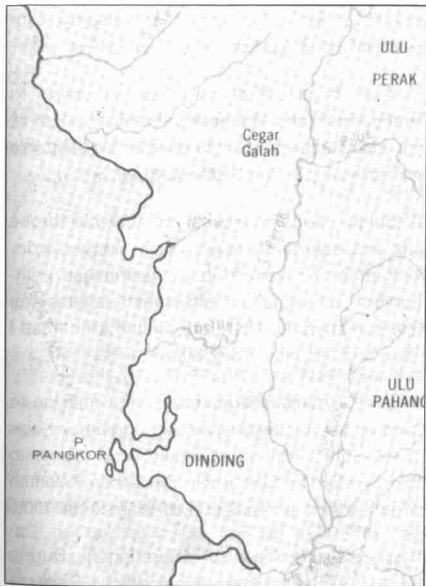 ULU
PERAK
Cegar
Galah
ULU
PAHANG
P.
PANGKOR
DINDING